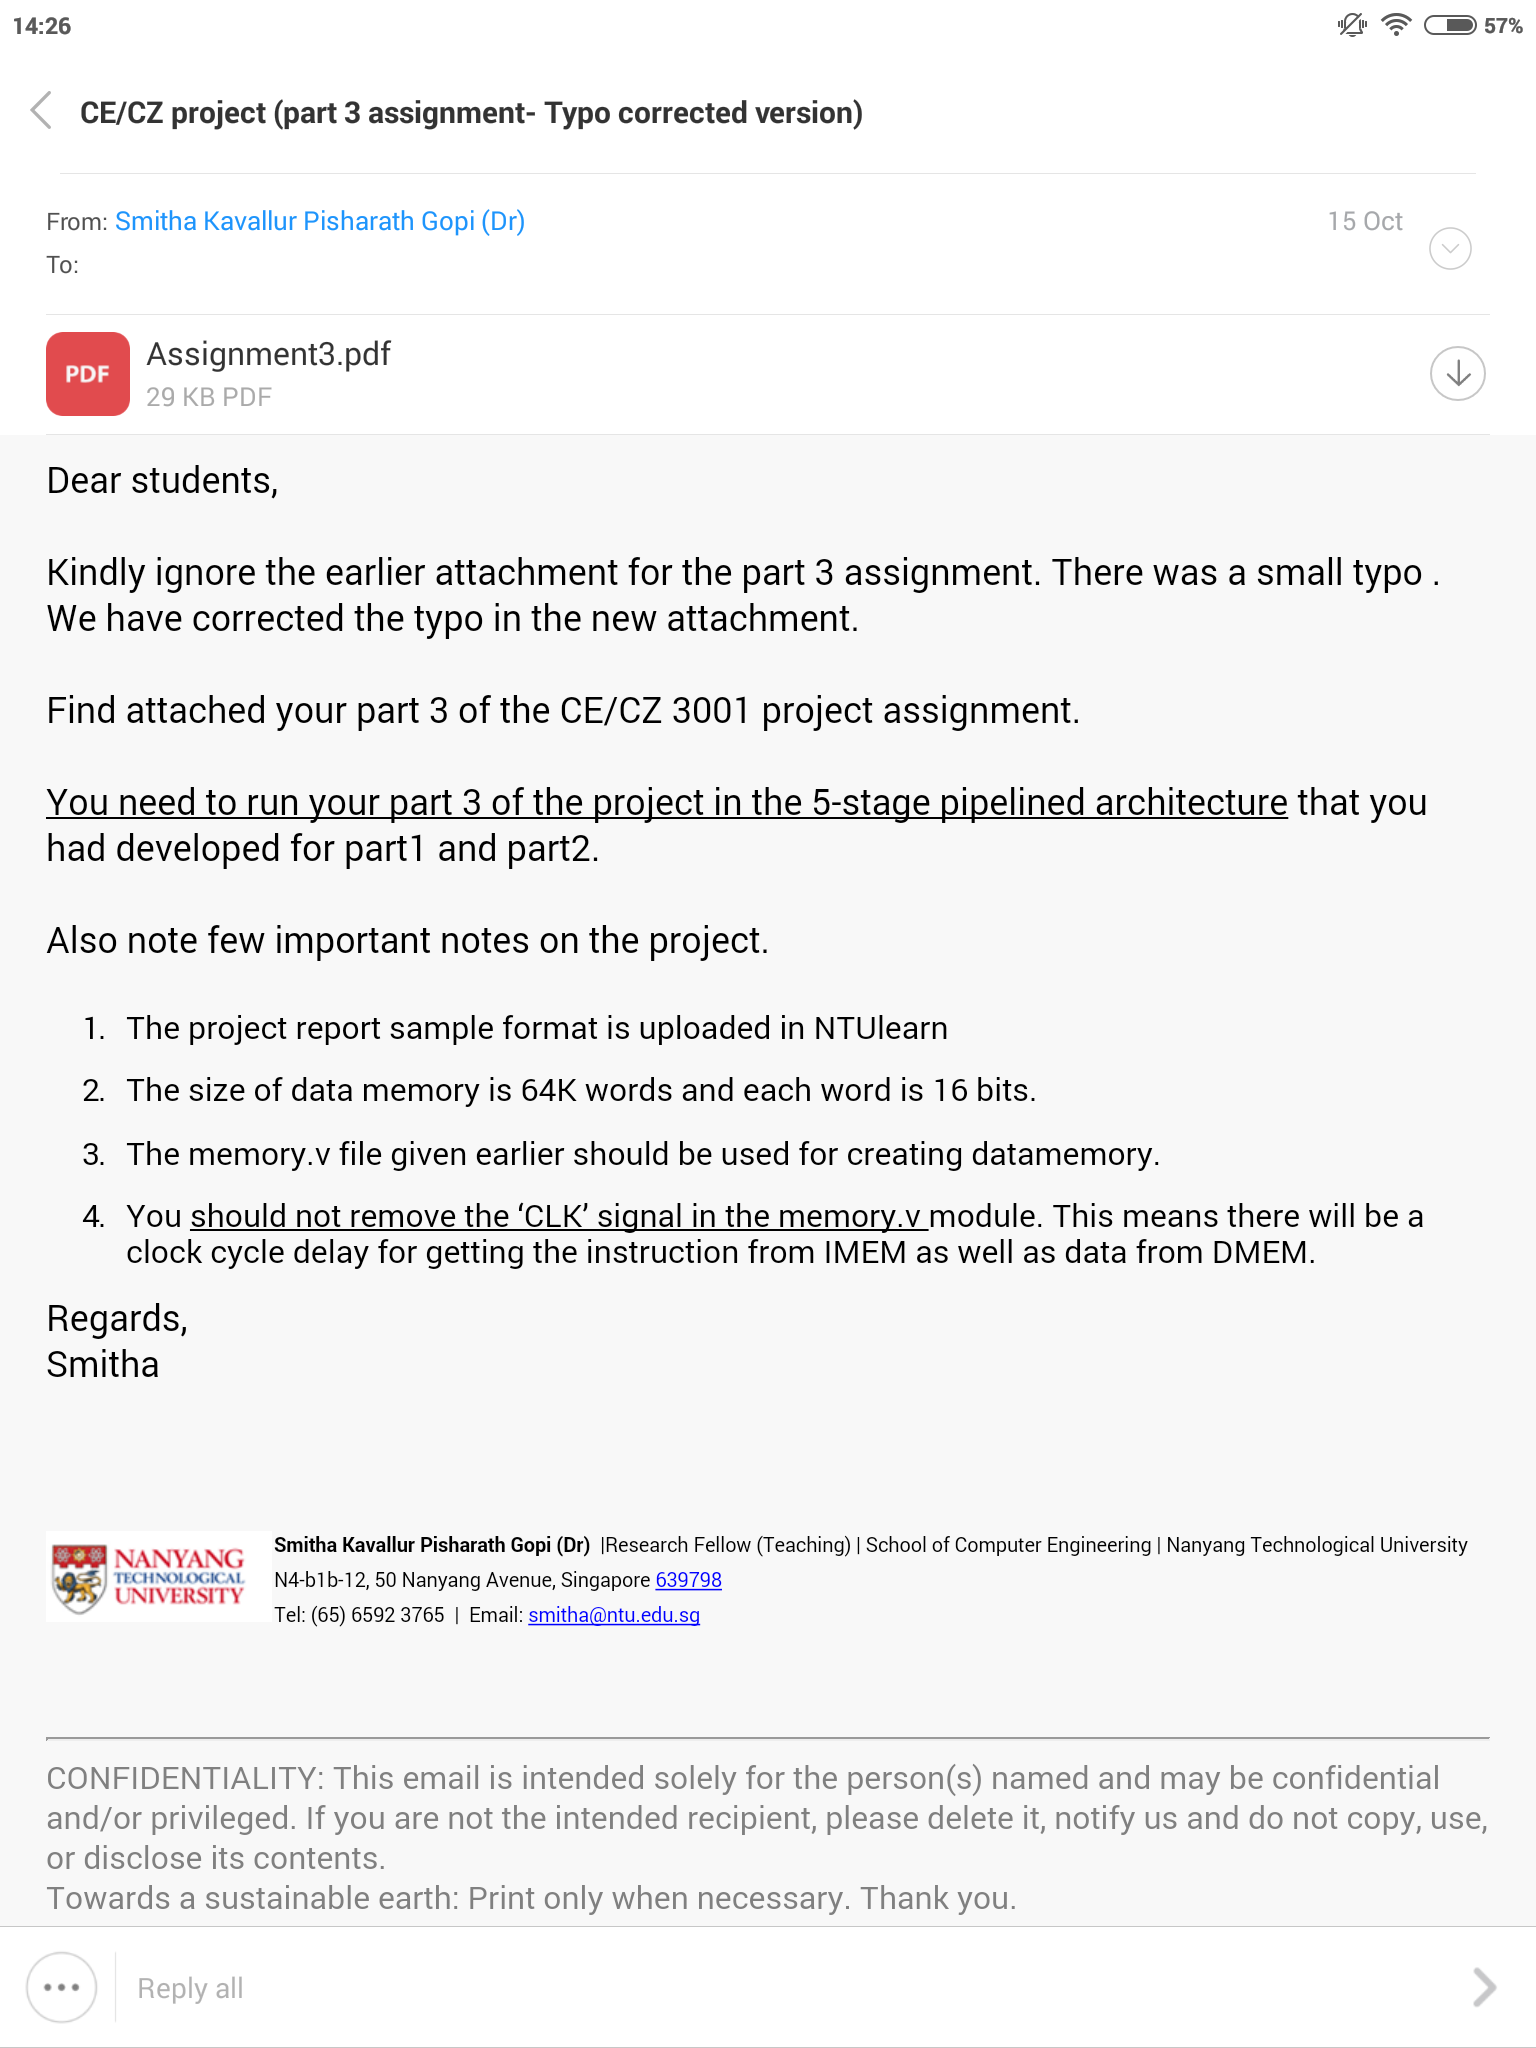 14:26
57%
CE/CZ project (part 3 assignment- Typo corrected version)
From: Smitha Kavallur Pisharath Gopi (Dr)
15 Oct
To:
PDF
Assignment3.pdf
29 KB PDF
Dear students,
Kindly ignore the earlier attachment for the part 3 assignment. There was a small typo .
We have corrected the typo in the new attachment.
Find attached your part 3 of the CE/CZ 3001 project assignment.
You need to run your part 3 of the project in the 5-stage pipelined architecture that you
had developed for part1 and part2.
Also note few important notes on the project.
1. The project report sample format is uploaded in NTUlearn
2. The size of data memory is 64K words and each word is 16 bits.
3. The memory.v file given earlier should be used for creating datamemory.
4. You should not remove the ‘CLK’ signal in the memory.v module. This means there will be a
clock cycle delay for getting the instruction from IMEM as well as data from DMEM.
Regards,
Smitha
NANYANG
TECHNOLOGICAL
UNIVERSITY
Smitha Kavallur Pisharath Gopi (Dr) |Research Fellow (Teaching) | School of Computer Engineering | Nanyang Technological University
N4-b1b-12, 50 Nanyang Avenue, Singapore 639798
Tel: (65) 6592 3765 | Email: smitha@ntu.edu.sg
CONFIDENTIALITY: This email is intended solely for the person(s) named and may be confidential
and/or privileged. If you are not the intended recipient, please delete it, notify us and do not copy, use,
or disclose its contents.
Towards a sustainable earth: Print only when necessary. Thank you.
Reply all